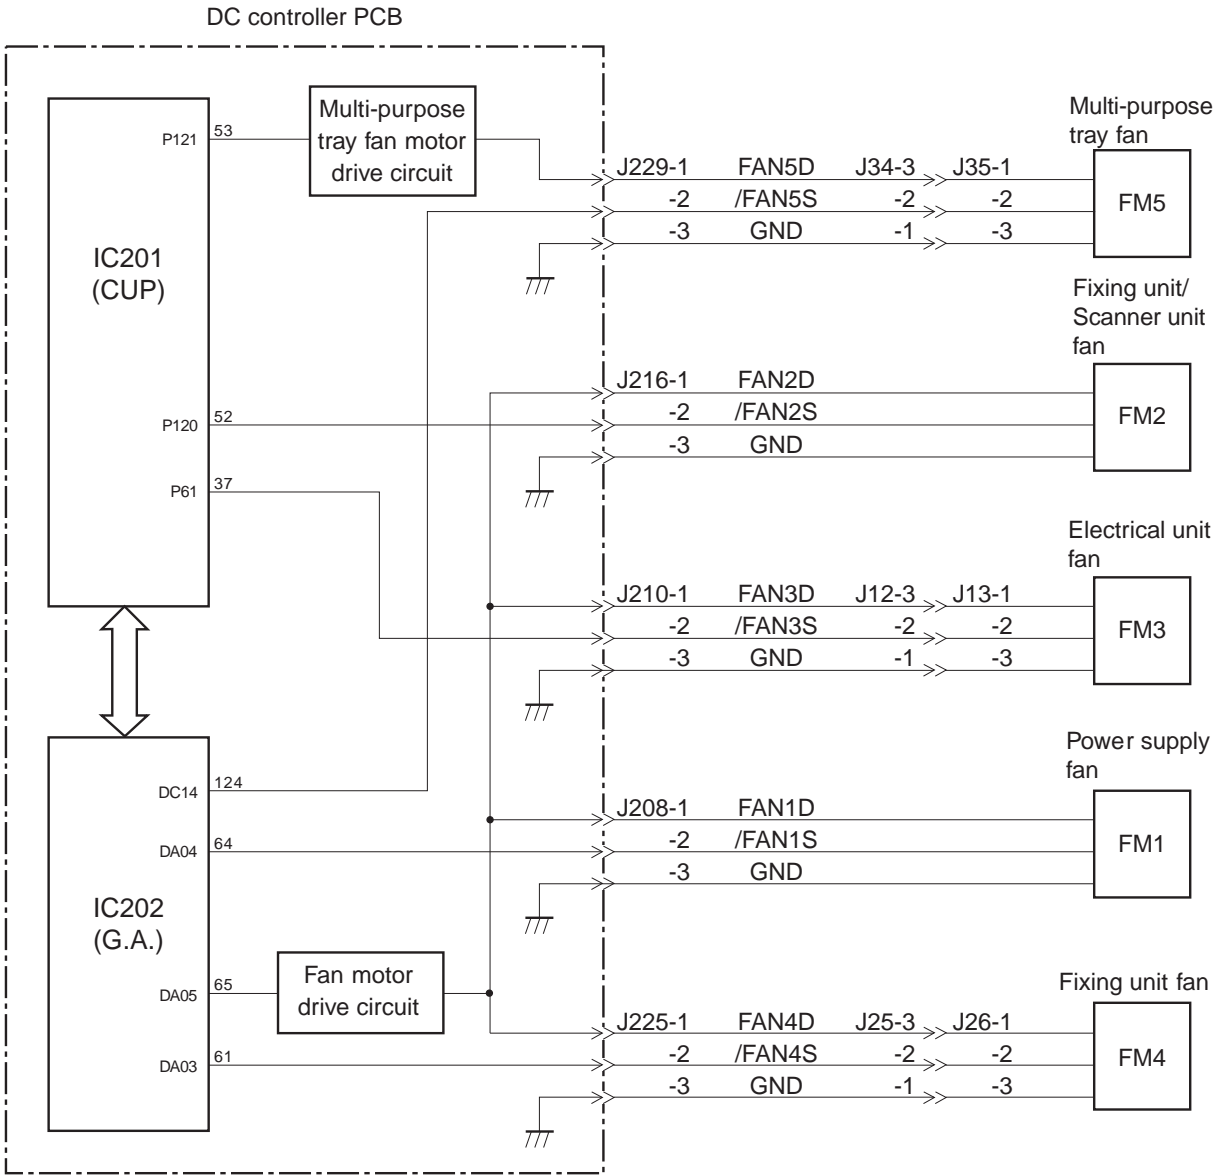 DC controller PCB
Multi-purpose
tray fan motor
drive circuit
P121
53
IC201
(CUP)
P120
52
P61
37
J229-1 FAN5D J34-3 J35-1
-2 /FAN5S -2 -2
-3 GND -1 -3
Multi-purpose
tray fan
FM5
J216-1 FAN2D
-2 /FAN2S
-3 GND
Fixing unit/
Scanner unit
fan
FM2
J210-1 FAN3D J12-3 J13-1
-2 /FAN3S -2 -2
-3 GND -1 -3
Electrical unit
fan
FM3
DC14
124
DA04
64
IC202
(G.A.)
DA05
65
Fan motor
drive circuit
DA03
61
J208-1 FAN1D
-2 /FAN1S
-3 GND
Power supply
fan
FM1
J225-1 FAN4D J25-3 J26-1
-2 /FAN4S -2 -2
-3 GND -1 -3
Fixing unit fan
FM4